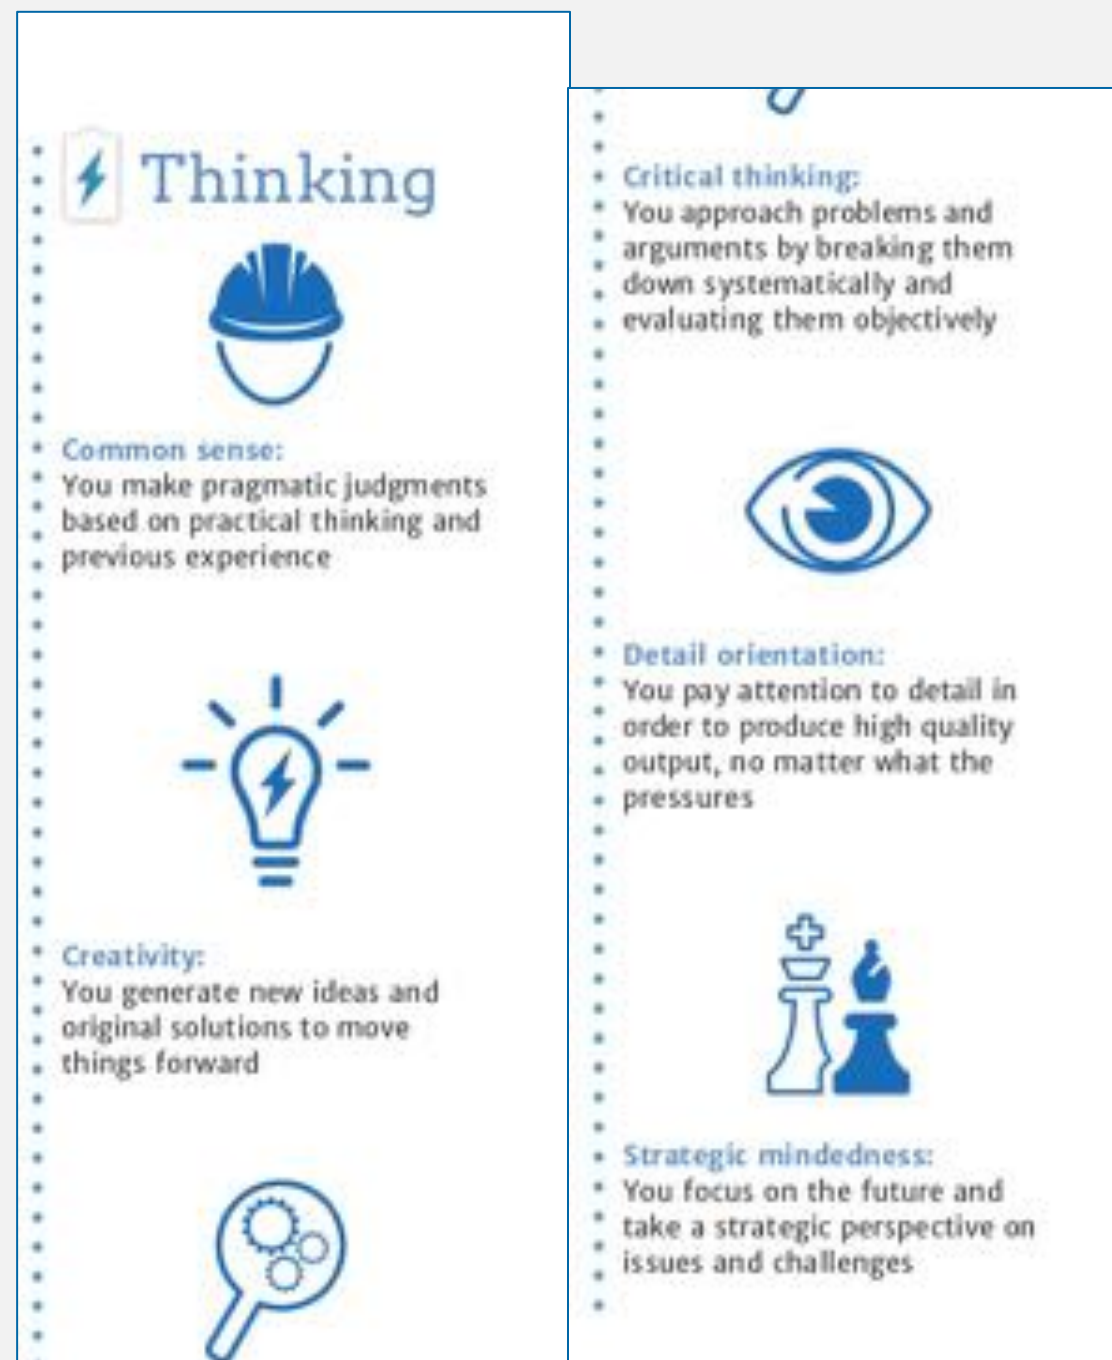 Thinking
Common sense:
You make pragmatic judgments
based on practical thinking and
previous experience
Creativity:
You generate new ideas and
original solutions to move
things forward
Critical thinking:
You approach problems and
arguments by breaking them
down systematically and
evaluating them objectively
Detail orientation:
You pay attention to detail in
order to produce high quality
output, no matter what the
pressures
Strategic mindedness:
You focus on the future and
take a strategic perspective on
issues and challenges